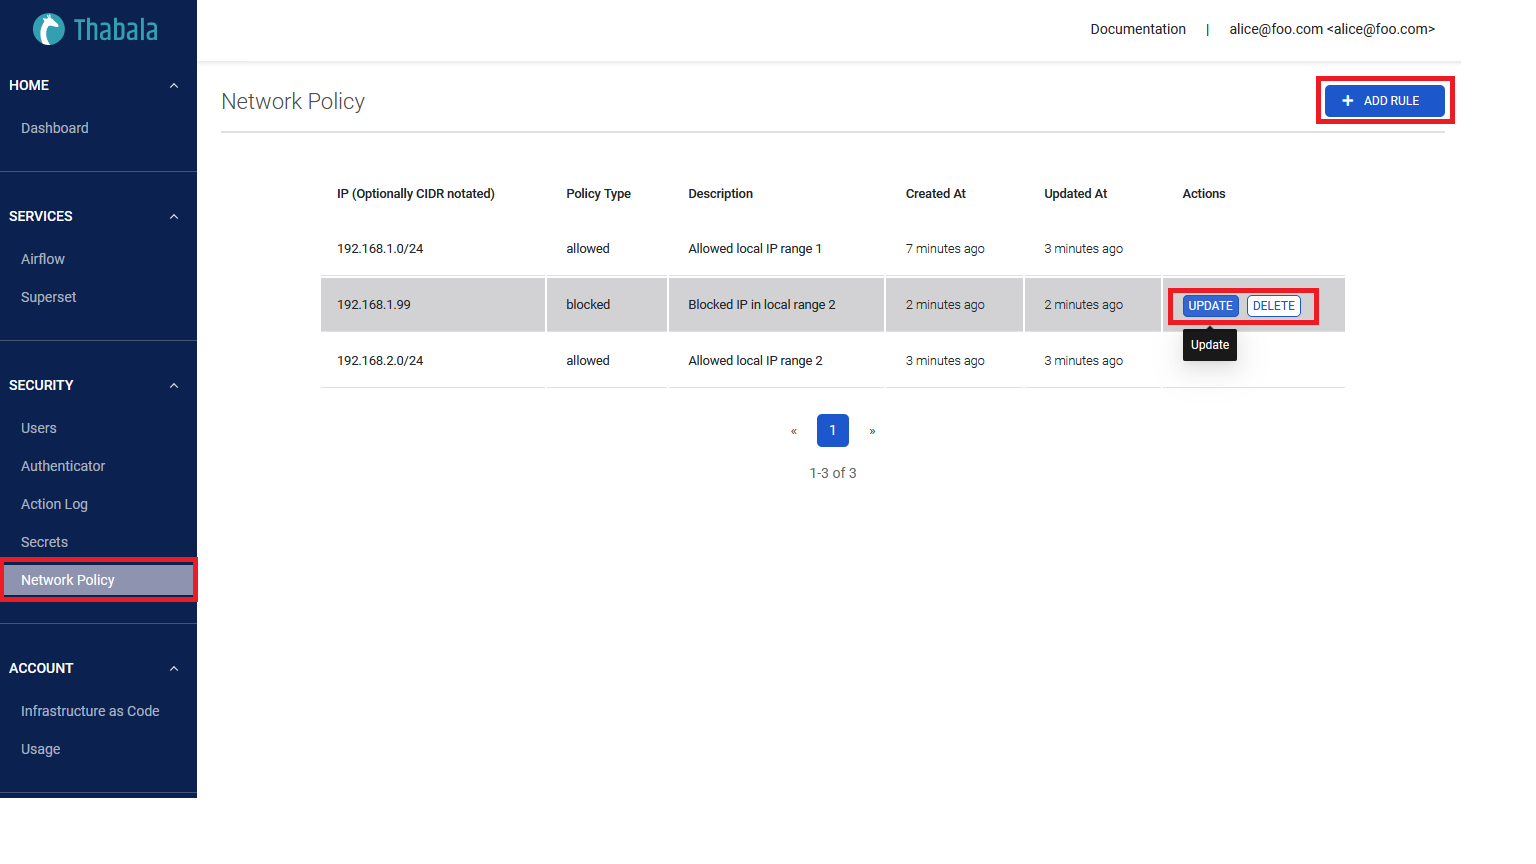 Thabala
Documentation | alice@foo.com <alice@foo.com>
HOME
Dashboard
SERVICES
Airflow
Superset
SECURITY
Users
Authenticator
Action Log
Secrets
Network Policy
ACCOUNT
Infrastructure as Code
Usage
Network Policy
+ ADD RULE
IP (Optionally CIDR notated) Policy Type Description Created At Updated At Actions
192.168.1.0/24 allowed Allowed local IP range 1 7 minutes ago 3 minutes ago
192.168.1.99 blocked Blocked IP in local range 2 2 minutes ago 2 minutes ago UPDATE DELETE
Update
192.168.2.0/24 allowed Allowed local IP range 2 3 minutes ago 3 minutes ago
« 1 »
1-3 of 3